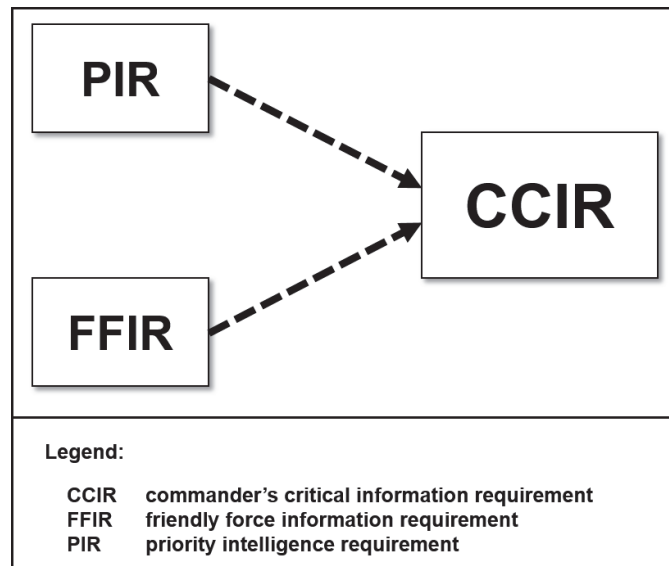 PIR
CCIR
FFIR
Legend:
CCIR commander's critical information requirement
FFIR friendly force information requirement
PIR priority intelligence requirement